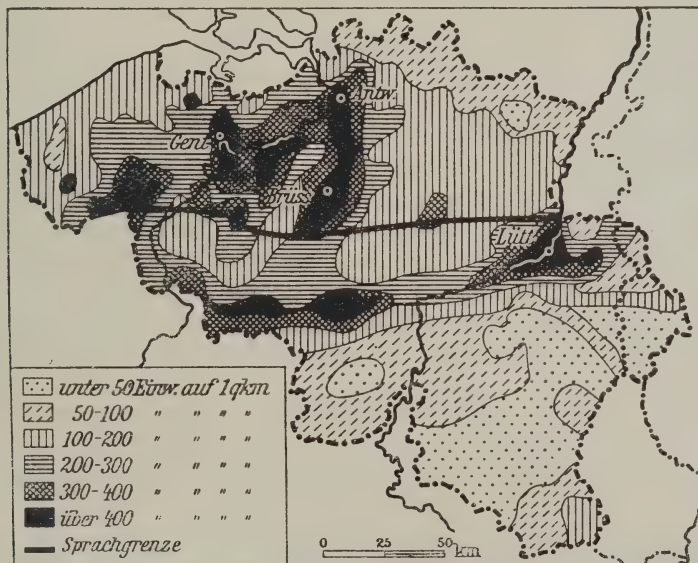 Antw.
Gent
Brüss.
Lütt.
unter 50 Einw. auf 1 qkm
50-100 " " " "
100-200 " " " "
200-300 " " " "
300-400 " " " "
über 400 " " " "
Sprachgrenze
0 25 50 km